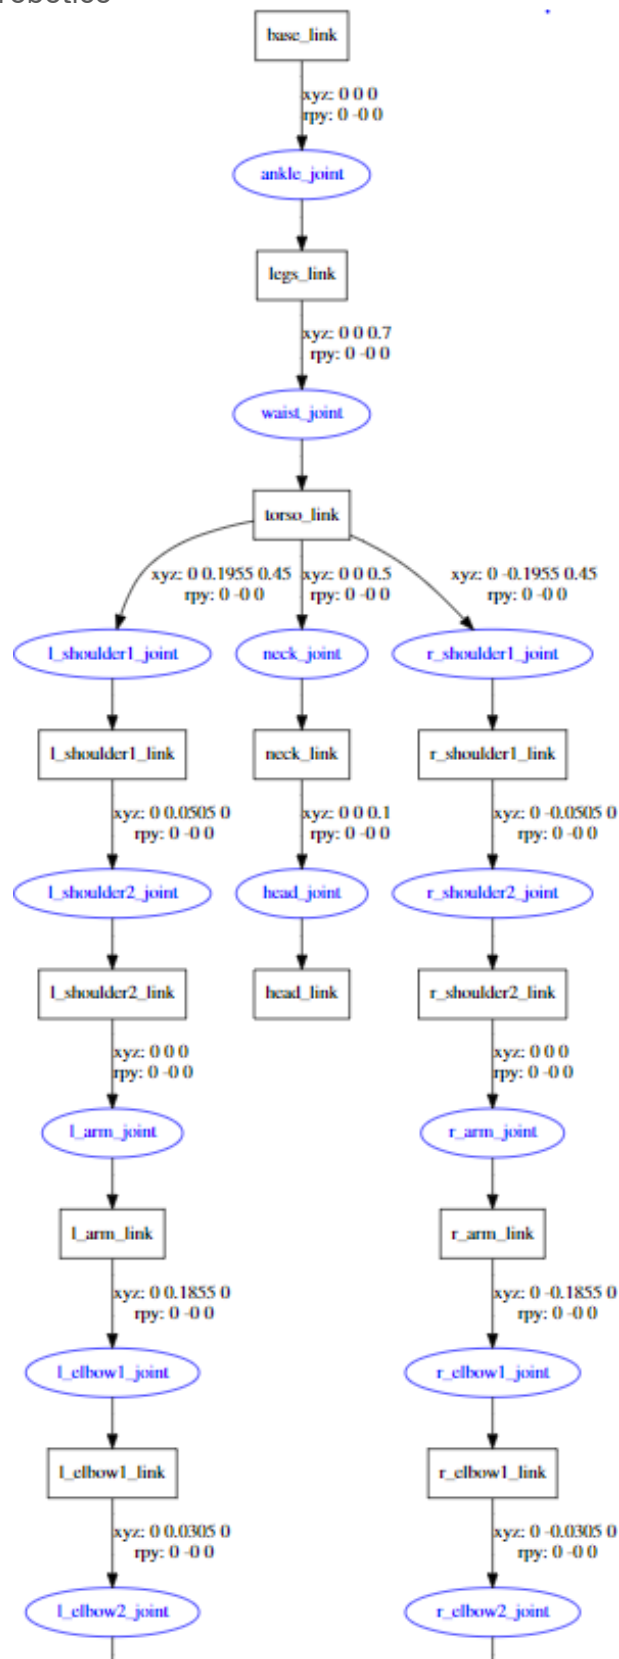 robotics
base_link
xyz: 0 0 0
rpy: 0 -0 0
ankle_joint
legs_link
xyz: 0 0 0.7
rpy: 0 -0 0
waist_joint
torso_link
xyz: 0 0.1955 0.45
rpy: 0 -0 0
xyz: 0 0 0.5
rpy: 0 -0 0
xyz: 0 -0.1955 0.45
rpy: 0 -0 0
l_shoulder1_joint
neck_joint
r_shoulder1_joint
l_shoulder1_link
neck_link
r_shoulder1_link
xyz: 0 0.0505 0
rpy: 0 -0 0
xyz: 0 0 0.1
rpy: 0 -0 0
xyz: 0 -0.0505 0
rpy: 0 -0 0
l_shoulder2_joint
head_joint
r_shoulder2_joint
l_shoulder2_link
head_link
r_shoulder2_link
xyz: 0 0 0
rpy: 0 -0 0
xyz: 0 0 0
rpy: 0 -0 0
l_arm_joint
r_arm_joint
l_arm_link
r_arm_link
xyz: 0 0.1855 0
rpy: 0 -0 0
xyz: 0 -0.1855 0
rpy: 0 -0 0
l_elbow1_joint
r_elbow1_joint
l_elbow1_link
r_elbow1_link
xyz: 0 0.0305 0
rpy: 0 -0 0
xyz: 0 -0.0305 0
rpy: 0 -0 0
l_elbow2_joint
r_elbow2_joint